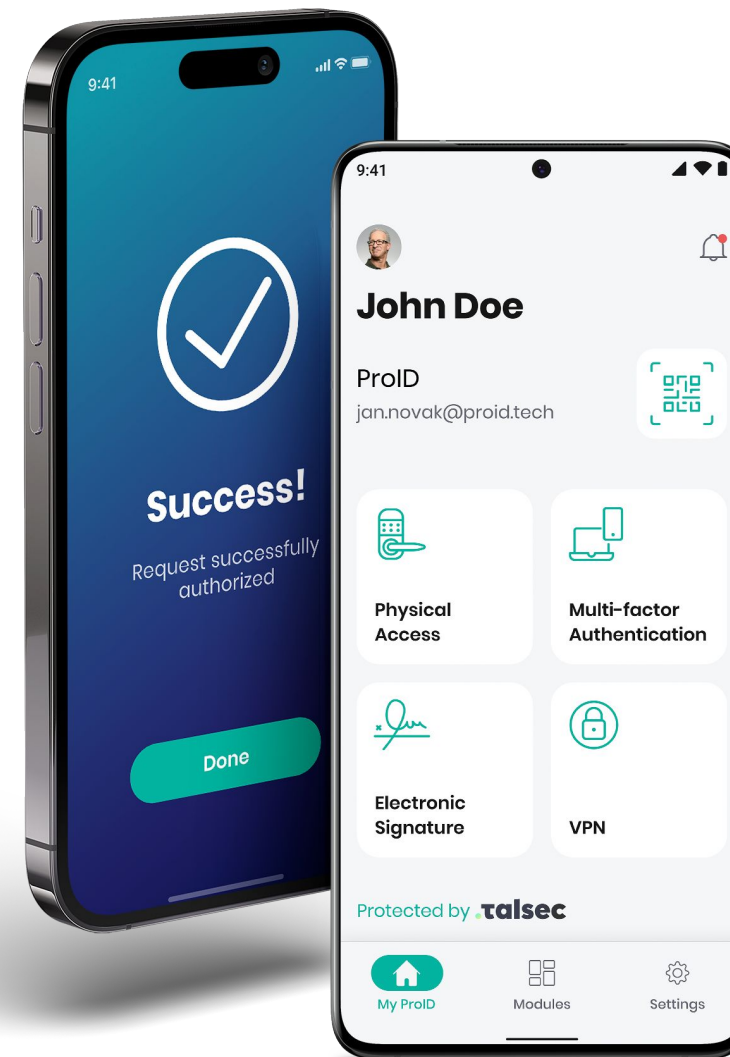 9:41
Success!
Request successfully
authorized
Done
9:41
John Doe
ProID
jan.novak@proid.tech
Physical
Access
Multi-factor
Authentication
Electronic
Signature
VPN
Protected by .talsec
My ProID
Modules
Settings